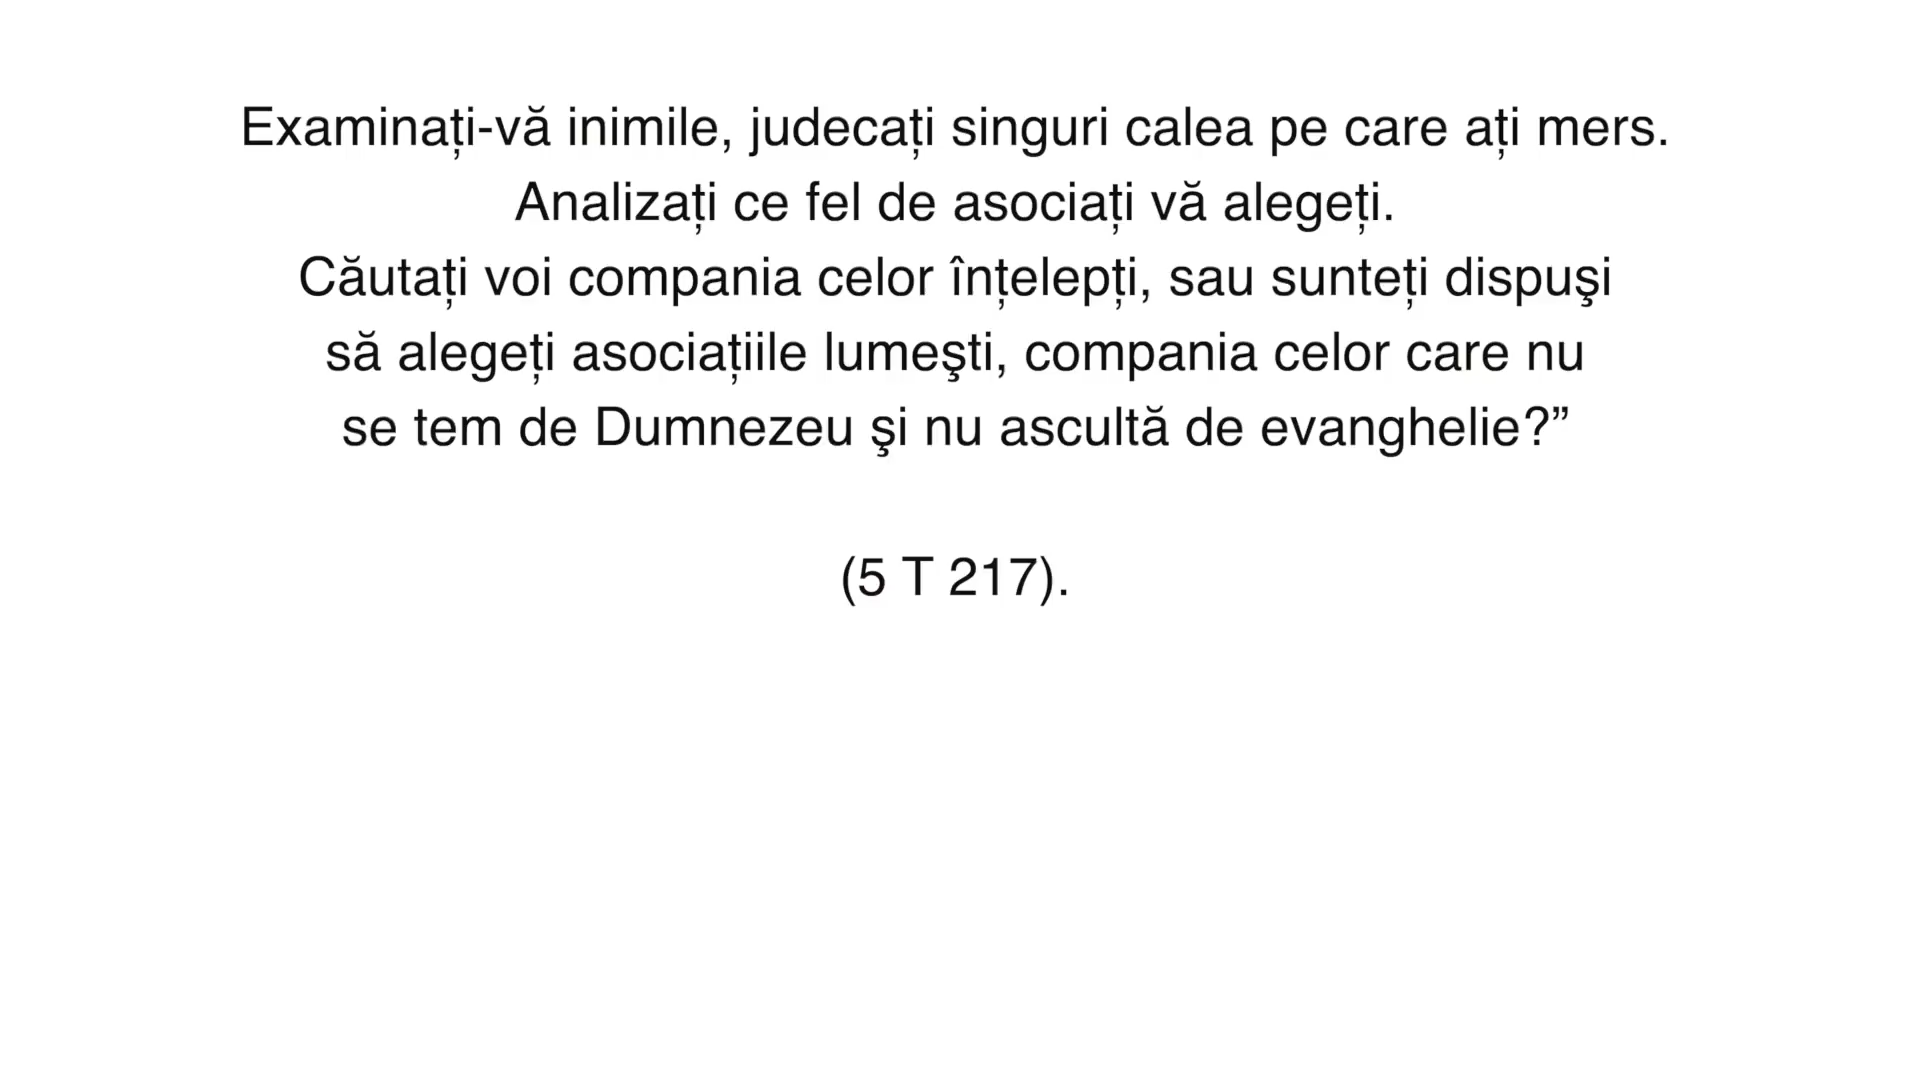 Examinați-vă inimile, judecați singuri calea pe care ați mers.
Analizați ce fel de asociați vă alegeți.
Căutați voi compania celor înțelepți, sau sunteți dispuşi
să alegeți asociațiile lumeşti, compania celor care nu
se tem de Dumnezeu şi nu ascultă de evanghelie?”
(5 T 217).